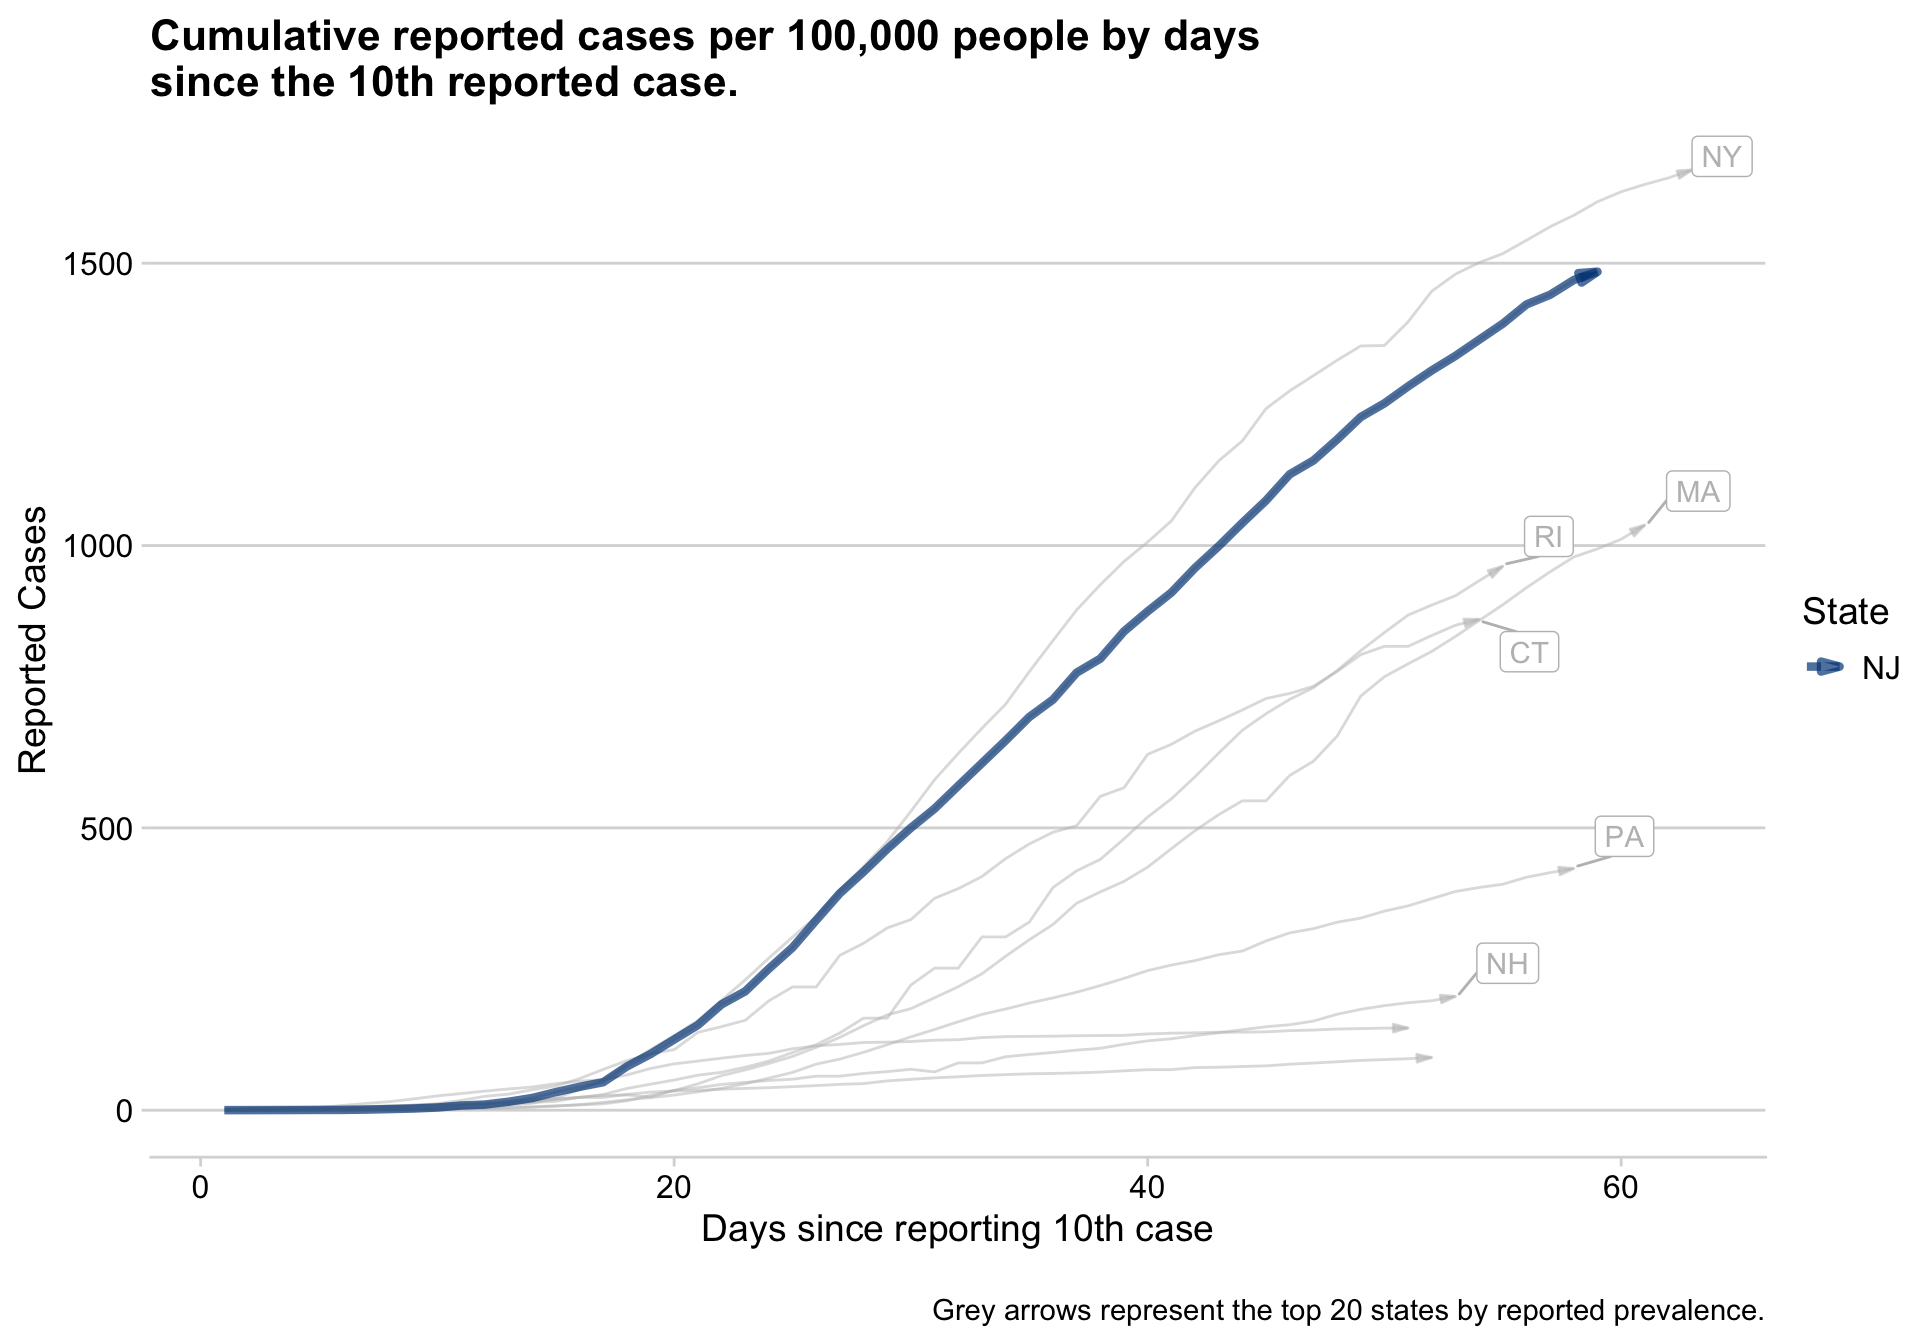 Cumulative reported cases per 100,000 people by days
since the 10th reported case.
NY
1500
MA
RI
1000
Reported Cases
State
CT
NJ
PA
500
NH
0
0 20 40 60
Days since reporting 10th case
Grey arrows represent the top 20 states by reported prevalence.